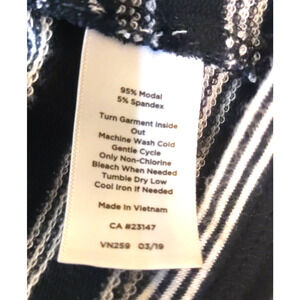 95% Modal
5% Spandex
Turn Garment Inside
Out
Machine Wash Cold
Gentle Cycle
Only Non-Chlorine
Bleach When Needed
Tumble Dry Low
Cool Iron If Needed
Made In Vietnam
CA #23147
VN259 03/19